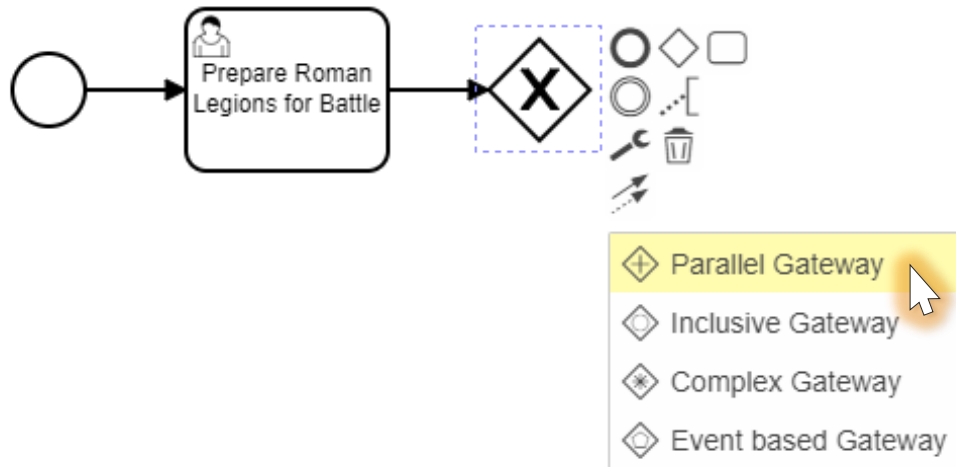 Prepare Roman
Legions for Battle
Parallel Gateway
Inclusive Gateway
Complex Gateway
Event based Gateway